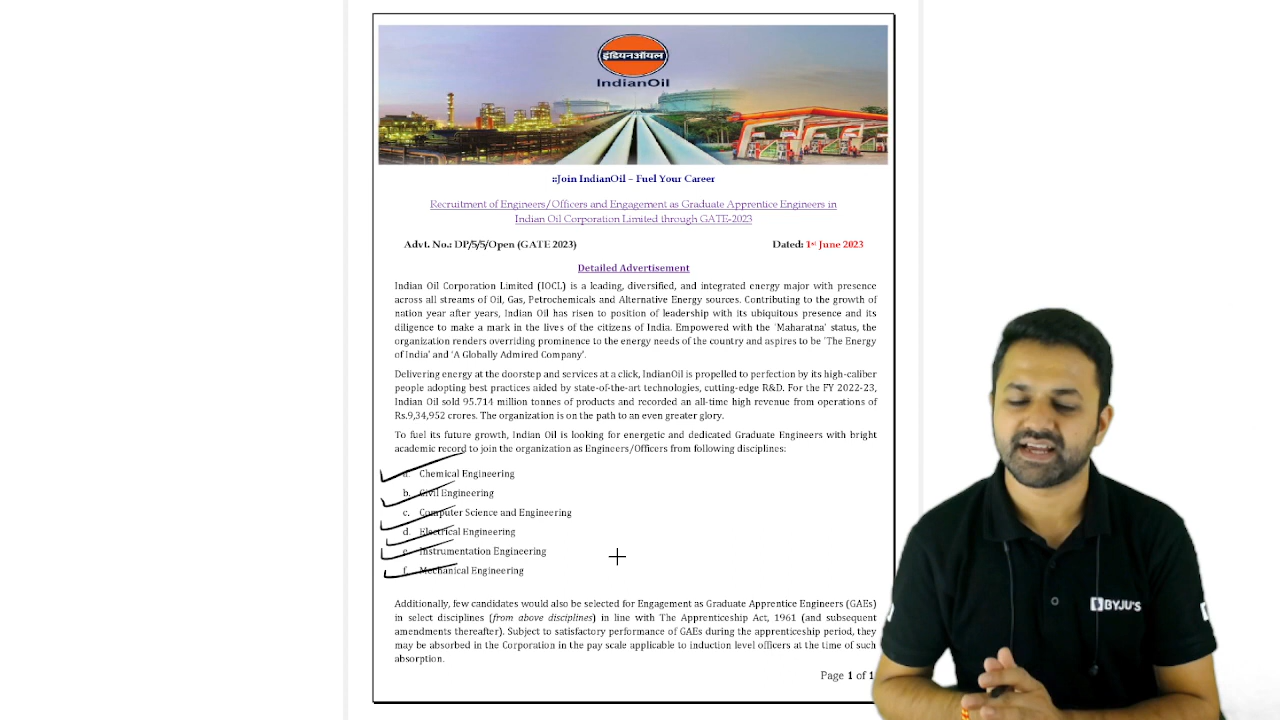 इंडियनऑयल
IndianOil
::Join IndianOil – Fuel Your Career
Recruitment of Engineers/Officers and Engagement as Graduate Apprentice Engineers in
Indian Oil Corporation Limited through GATE-2023
Advt. No.: DP/5/5/Open (GATE 2023) Dated: 1st June 2023
Detailed Advertisement
Indian Oil Corporation Limited (IOCL) is a leading, diversified, and integrated energy major with presence
across all streams of Oil, Gas, Petrochemicals and Alternative Energy sources. Contributing to the growth of
nation year after years, Indian Oil has risen to position of leadership with its ubiquitous presence and its
diligence to make a mark in the lives of the citizens of India. Empowered with the 'Maharatna' status, the
organization renders overriding prominence to the energy needs of the country and aspires to be 'The Energy
of India' and 'A Globally Admired Company'.
Delivering energy at the doorstep and services at a click, IndianOil is propelled to perfection by its high-caliber
people adopting best practices aided by state-of-the-art technologies, cutting-edge R&D. For the FY 2022-23,
Indian Oil sold 95.714 million tonnes of products and recorded an all-time high revenue from operations of
Rs.9,34,952 crores. The organization is on the path to an even greater glory.
To fuel its future growth, Indian Oil is looking for energetic and dedicated Graduate Engineers with bright
academic record to join the organization as Engineers/Officers from following disciplines:
a. Chemical Engineering
b. Civil Engineering
c. Computer Science and Engineering
d. Electrical Engineering
e. Instrumentation Engineering
f. Mechanical Engineering
Additionally, few candidates would also be selected for Engagement as Graduate Apprentice Engineers (GAEs)
in select disciplines (from above disciplines) in line with The Apprenticeship Act, 1961 (and subsequent
amendments thereafter). Subject to satisfactory performance of GAEs during the apprenticeship period, they
may be absorbed in the Corporation in the pay scale applicable to induction level officers at the time of such
absorption.
Page 1 of 1
BYJU'S